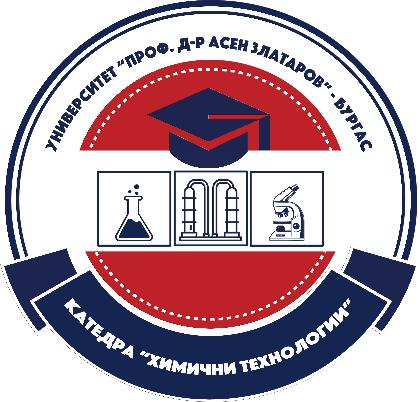 УНИВЕРСИТЕТ "ПРОФ. Д-Р АСЕН ЗЛАТАРОВ" - БУРГАС
КАТЕДРА "ХИМИЧНИ ТЕХНОЛОГИИ"